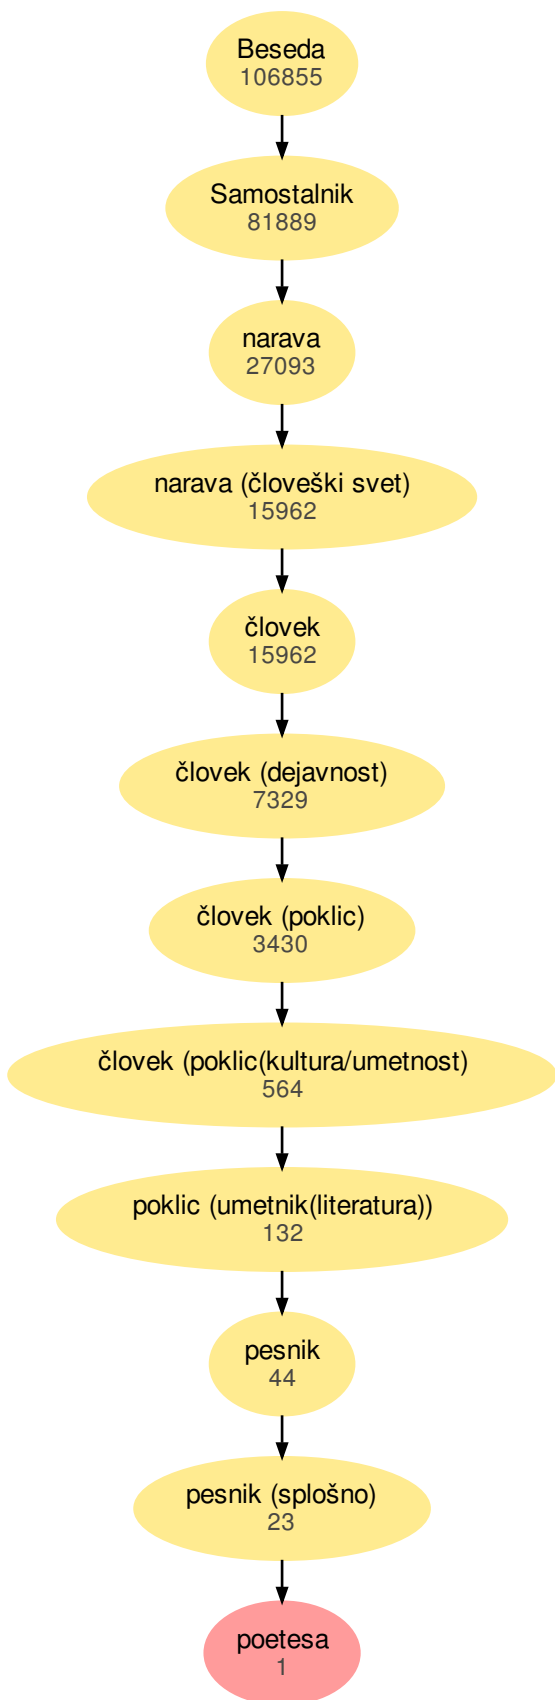 Beseda
106855
Samostalnik
81889
narava
27093
narava (človeški svet)
15962
človek
15962
človek (dejavnost)
7329
človek (poklic)
3430
človek (poklic(kultura/umetnost)
564
poklic (umetnik(literatura))
132
pesnik
44
pesnik (splošno)
23
poetesa
1